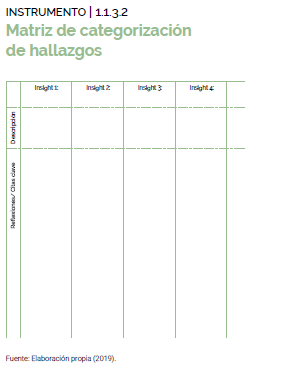 INSTRUMENTO | 1.1.3.2
Matriz de categorización
de hallazgos
Insight 1: Insight 2: Insight 3: Insight 4:
Descripción
Reflexiones/ Citas clave
Fuente: Elaboración propia (2019).